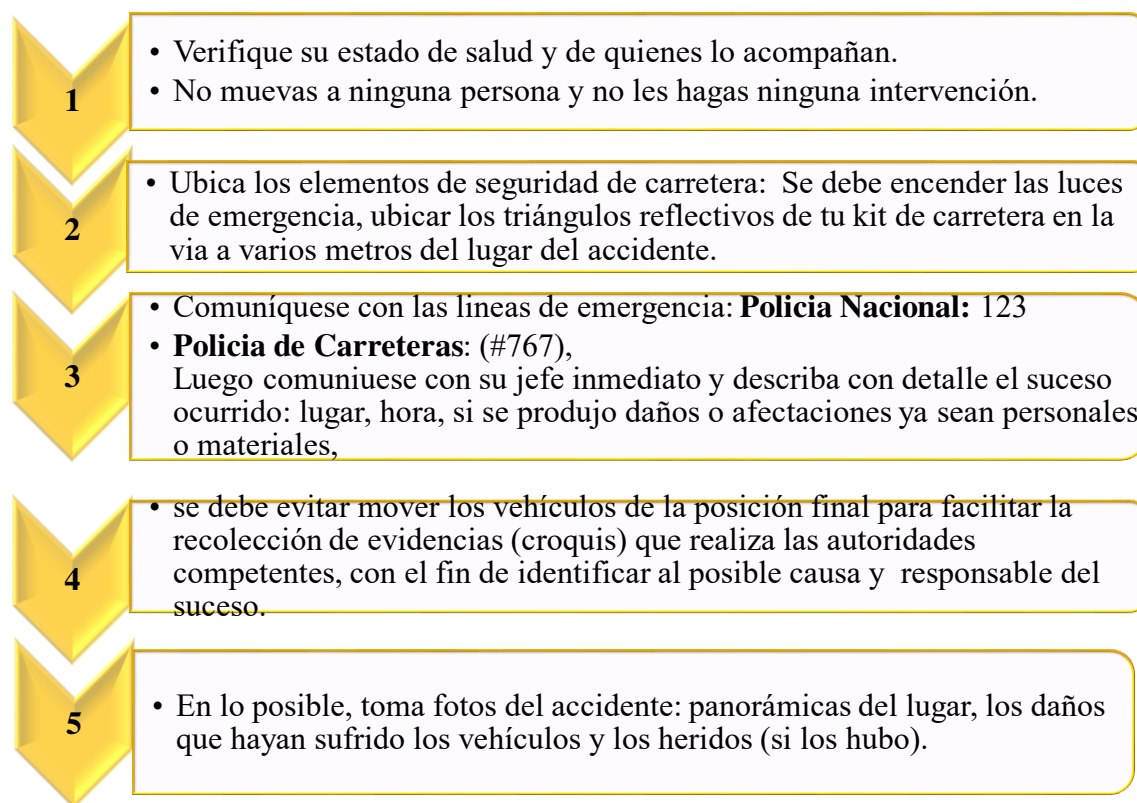 1
• Verifique su estado de salud y de quienes lo acompañan.
• No muevas a ninguna persona y no les hagas ninguna intervención.
2
• Ubica los elementos de seguridad de carretera: Se debe encender las luces
de emergencia, ubicar los triángulos reflectivos de tu kit de carretera en la
via a varios metros del lugar del accidente.
3
• Comuníquese con las lineas de emergencia: Policia Nacional: 123
• Policia de Carreteras: (#767),
Luego comuniuese con su jefe inmediato y describa con detalle el suceso
ocurrido: lugar, hora, si se produjo daños o afectaciones ya sean personales
o materiales,
4
• se debe evitar mover los vehículos de la posición final para facilitar la
recolección de evidencias (croquis) que realiza las autoridades
competentes, con el fin de identificar al posible causa y responsable del
suceso.
5
• En lo posible, toma fotos del accidente: panorámicas del lugar, los daños
que hayan sufrido los vehículos y los heridos (si los hubo).